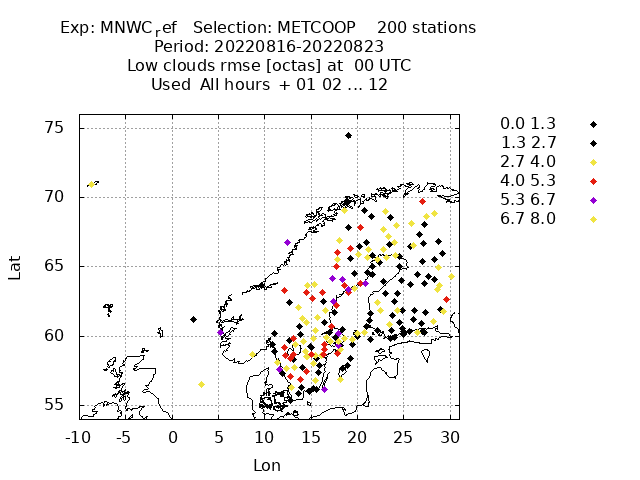 Exp: MNWCref Selection: METCOOP 200 stations
Period: 20220816-20220823
Low clouds rmse [octas] at 00 UTC
Used All hours + 01 02 ... 12
0.0 1.3
1.3 2.7
2.7 4.0
4.0 5.3
5.3 6.7
6.7 8.0
75
70
65
60
55
Lat
-10 -5 0 5 10 15 20 25 30
Lon